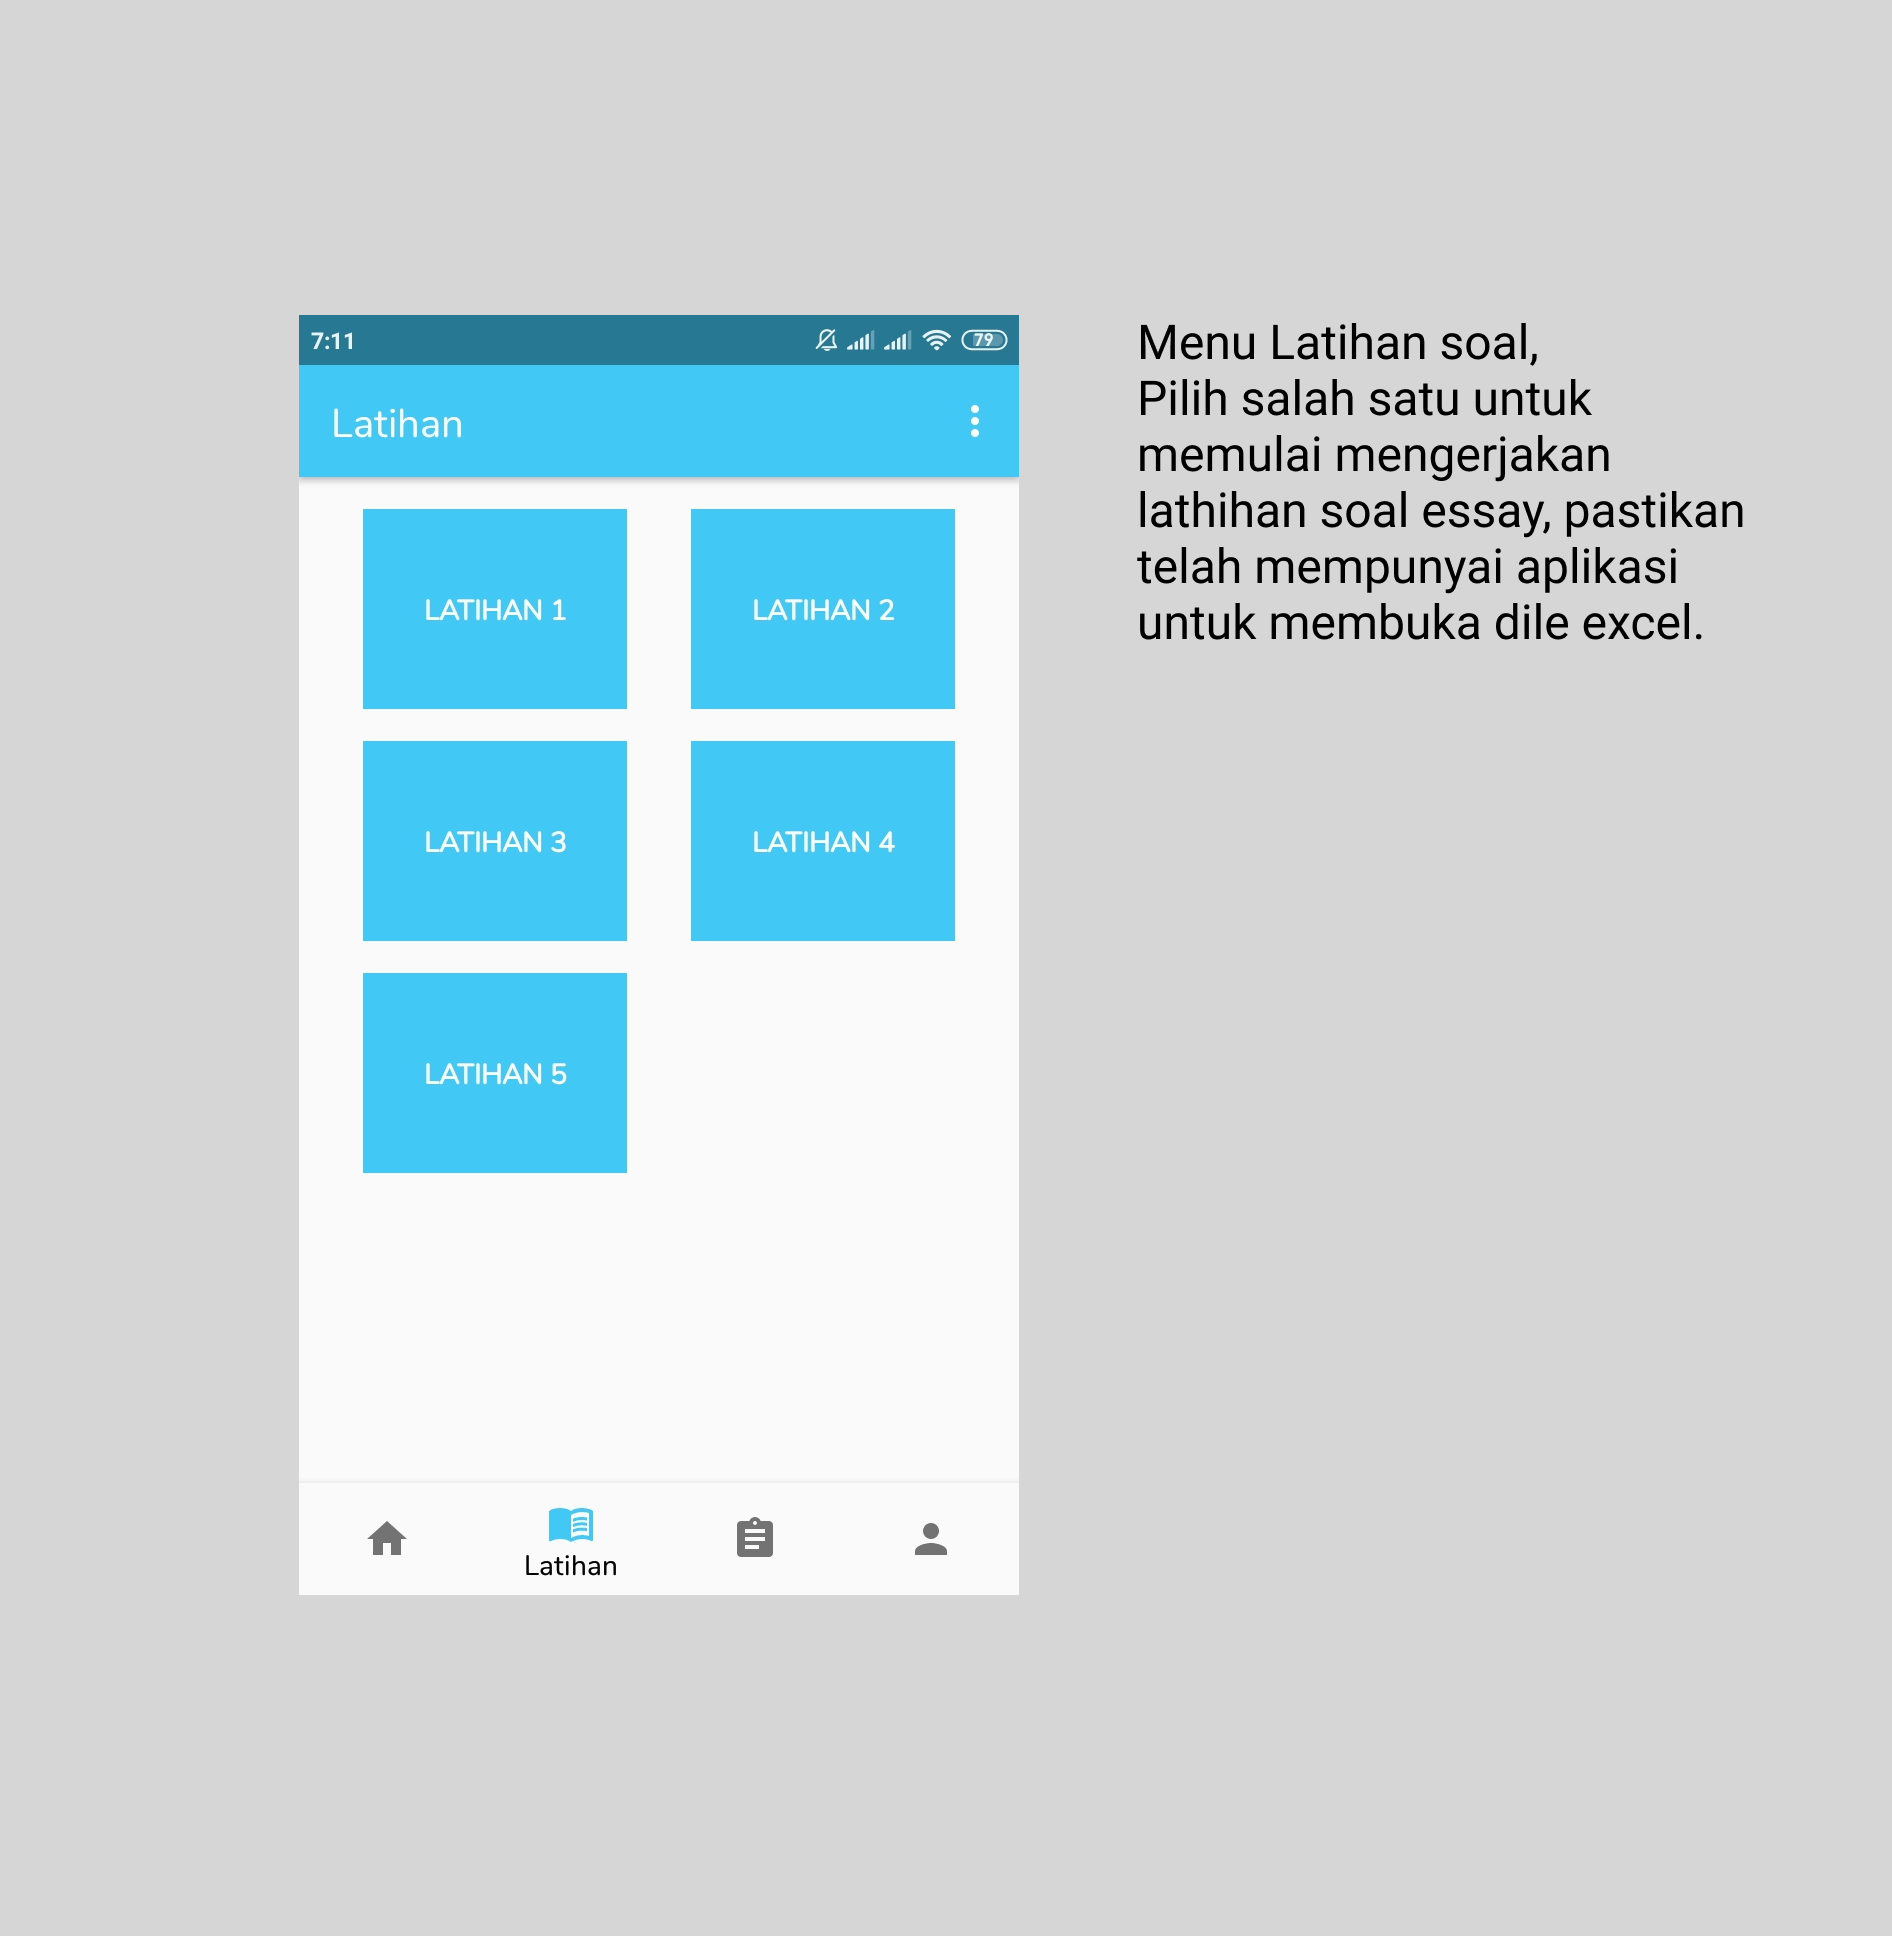 7:11
79
Latihan
LATIHAN 1
LATIHAN 2
LATIHAN 3
LATIHAN 4
LATIHAN 5
Latihan
Menu Latihan soal,
Pilih salah satu untuk
memulai mengerjakan
lathihan soal essay, pastikan
telah mempunyai aplikasi
untuk membuka dile excel.